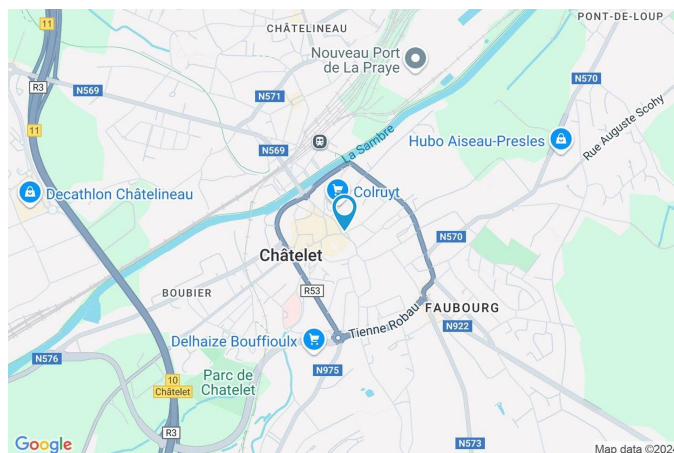 PONT-DE-LOUP
11
CHÂTELINEAU
Nouveau Port
de La Praye
R3
N569
N571
N570
11
N569
La Sambre
Hubo Aiseau-Presles
Rue Auguste Scohy
Decathlon Châtelineau
Colruyt
N570
Châtelet
BOUBIER
R53
FAUBOURG
Tienne Robau
N922
Delhaize Bouffioulx
N576
N975
10
Châtelet
Parc de
Chatelet
R3
N573
Google
Map data ©2024